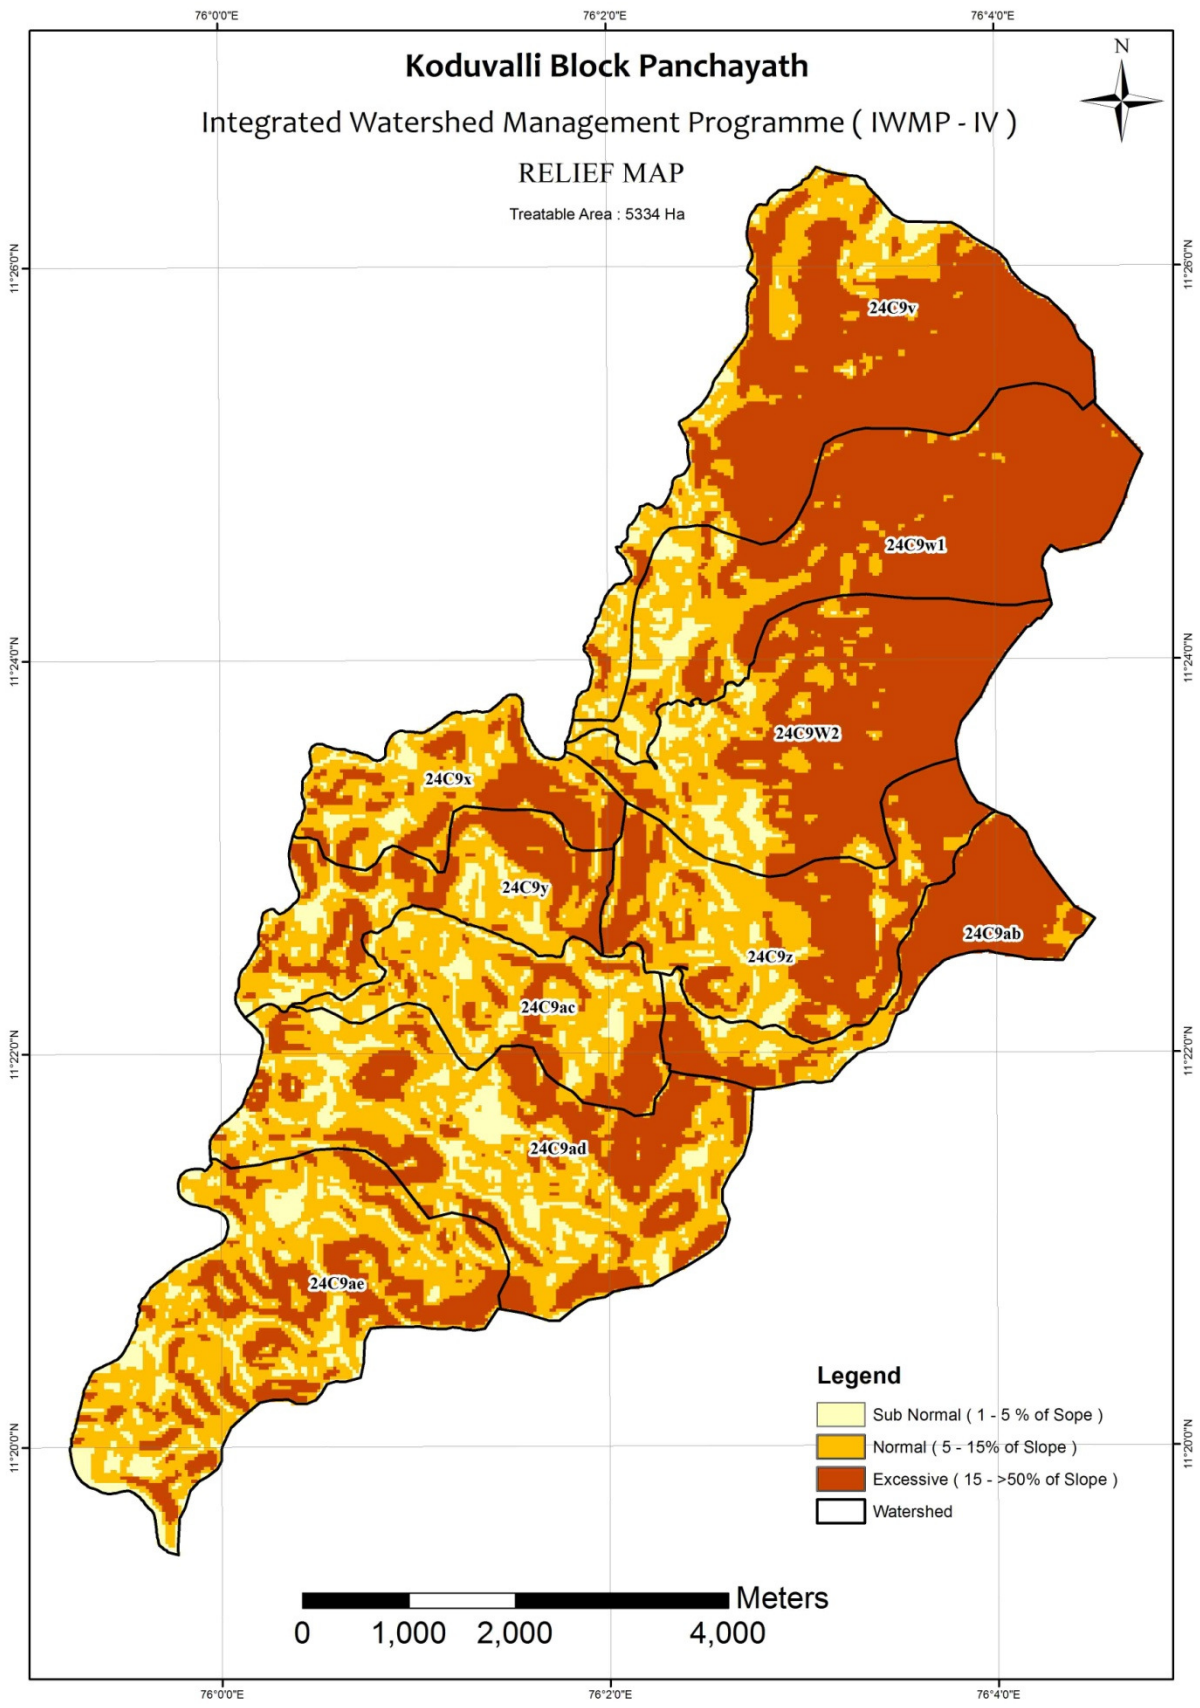 76°0'0"E 76°2'0"E 76°4'0"E
Koduvalli Block Panchayath
N
Integrated Watershed Management Programme ( IWMP - IV )
RELIEF MAP
Treatable Area : 5334 Ha
11°26'0"N 11°26'0"N
24C9v
24C9w1
11°24'0"N 11°24'0"N
24C9W2
24C9x
24C9y
24C9ab
24C9z
24C9ac
11°22'0"N 11°22'0"N
24C9ad
24C9ae
Legend
Sub Normal ( 1 - 5 % of Sope )
Normal ( 5 - 15% of Slope )
11°20'0"N 11°20'0"N
Excessive ( 15 - >50% of Slope )
Watershed
Meters
0 1,000 2,000 4,000
76°0'0"E 76°2'0"E 76°4'0"E